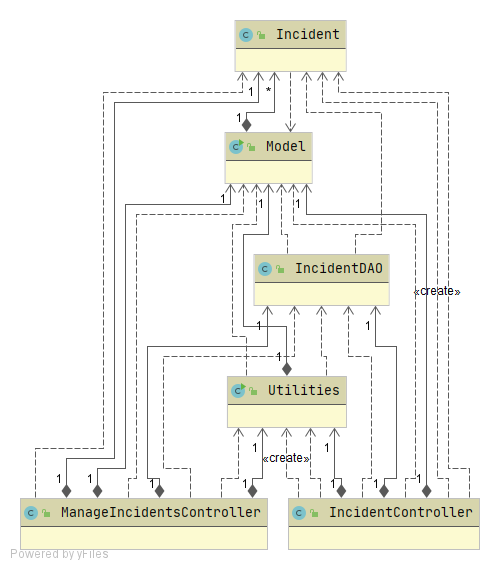 C Incident
1
*
1
C Model
1
1
1
C IncidentDAO
«create»
1
1
1
C Utilities
1
1
«create»
1
1
1
1
1
1
1
1
C ManageIncidentsController
C IncidentController
Powered by yFiles